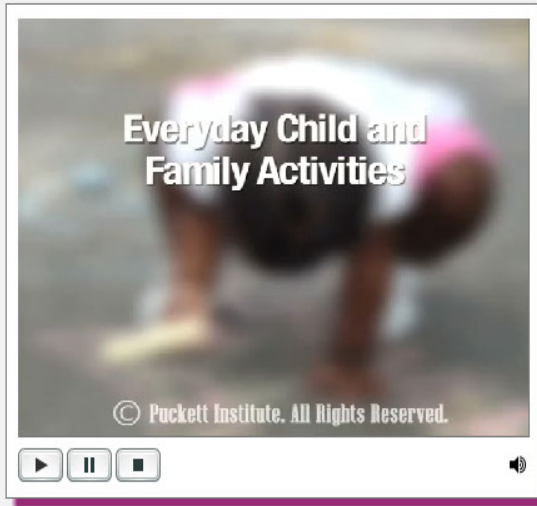 Everyday Child and
Family Activities
© Puckett Institute. All Rights Reserved.